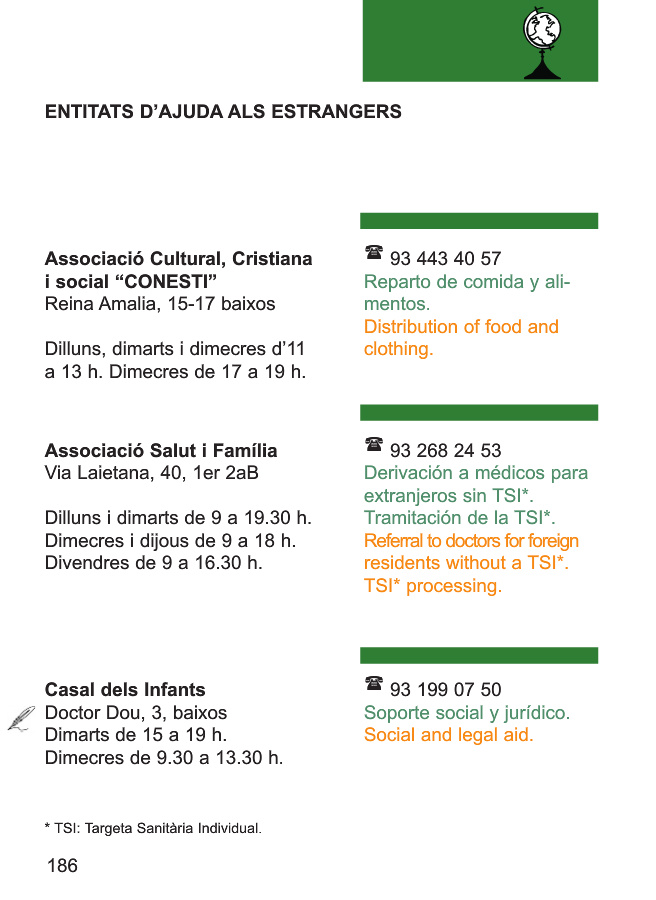 ENTITATS D’AJUDA ALS ESTRANGERS
Associació Cultural, Cristiana
i social “CONESTI”
Reina Amalia, 15-17 baixos
Dilluns, dimarts i dimecres d’11
a 13 h. Dimecres de 17 a 19 h.
93 443 40 57
Reparto de comida y ali-
mentos.
Distribution of food and
clothing.
Associació Salut i Família
Via Laietana, 40, 1er 2aB
Dilluns i dimarts de 9 a 19.30 h.
Dimecres i dijous de 9 a 18 h.
Divendres de 9 a 16.30 h.
93 268 24 53
Derivación a médicos para
extranjeros sin TSI*.
Tramitación de la TSI*.
Referral to doctors for foreign
residents without a TSI*.
TSI* processing.
Casal dels Infants
Doctor Dou, 3, baixos
Dimarts de 15 a 19 h.
Dimecres de 9.30 a 13.30 h.
93 199 07 50
Soporte social y jurídico.
Social and legal aid.
* TSI: Targeta Sanitària Individual.
186